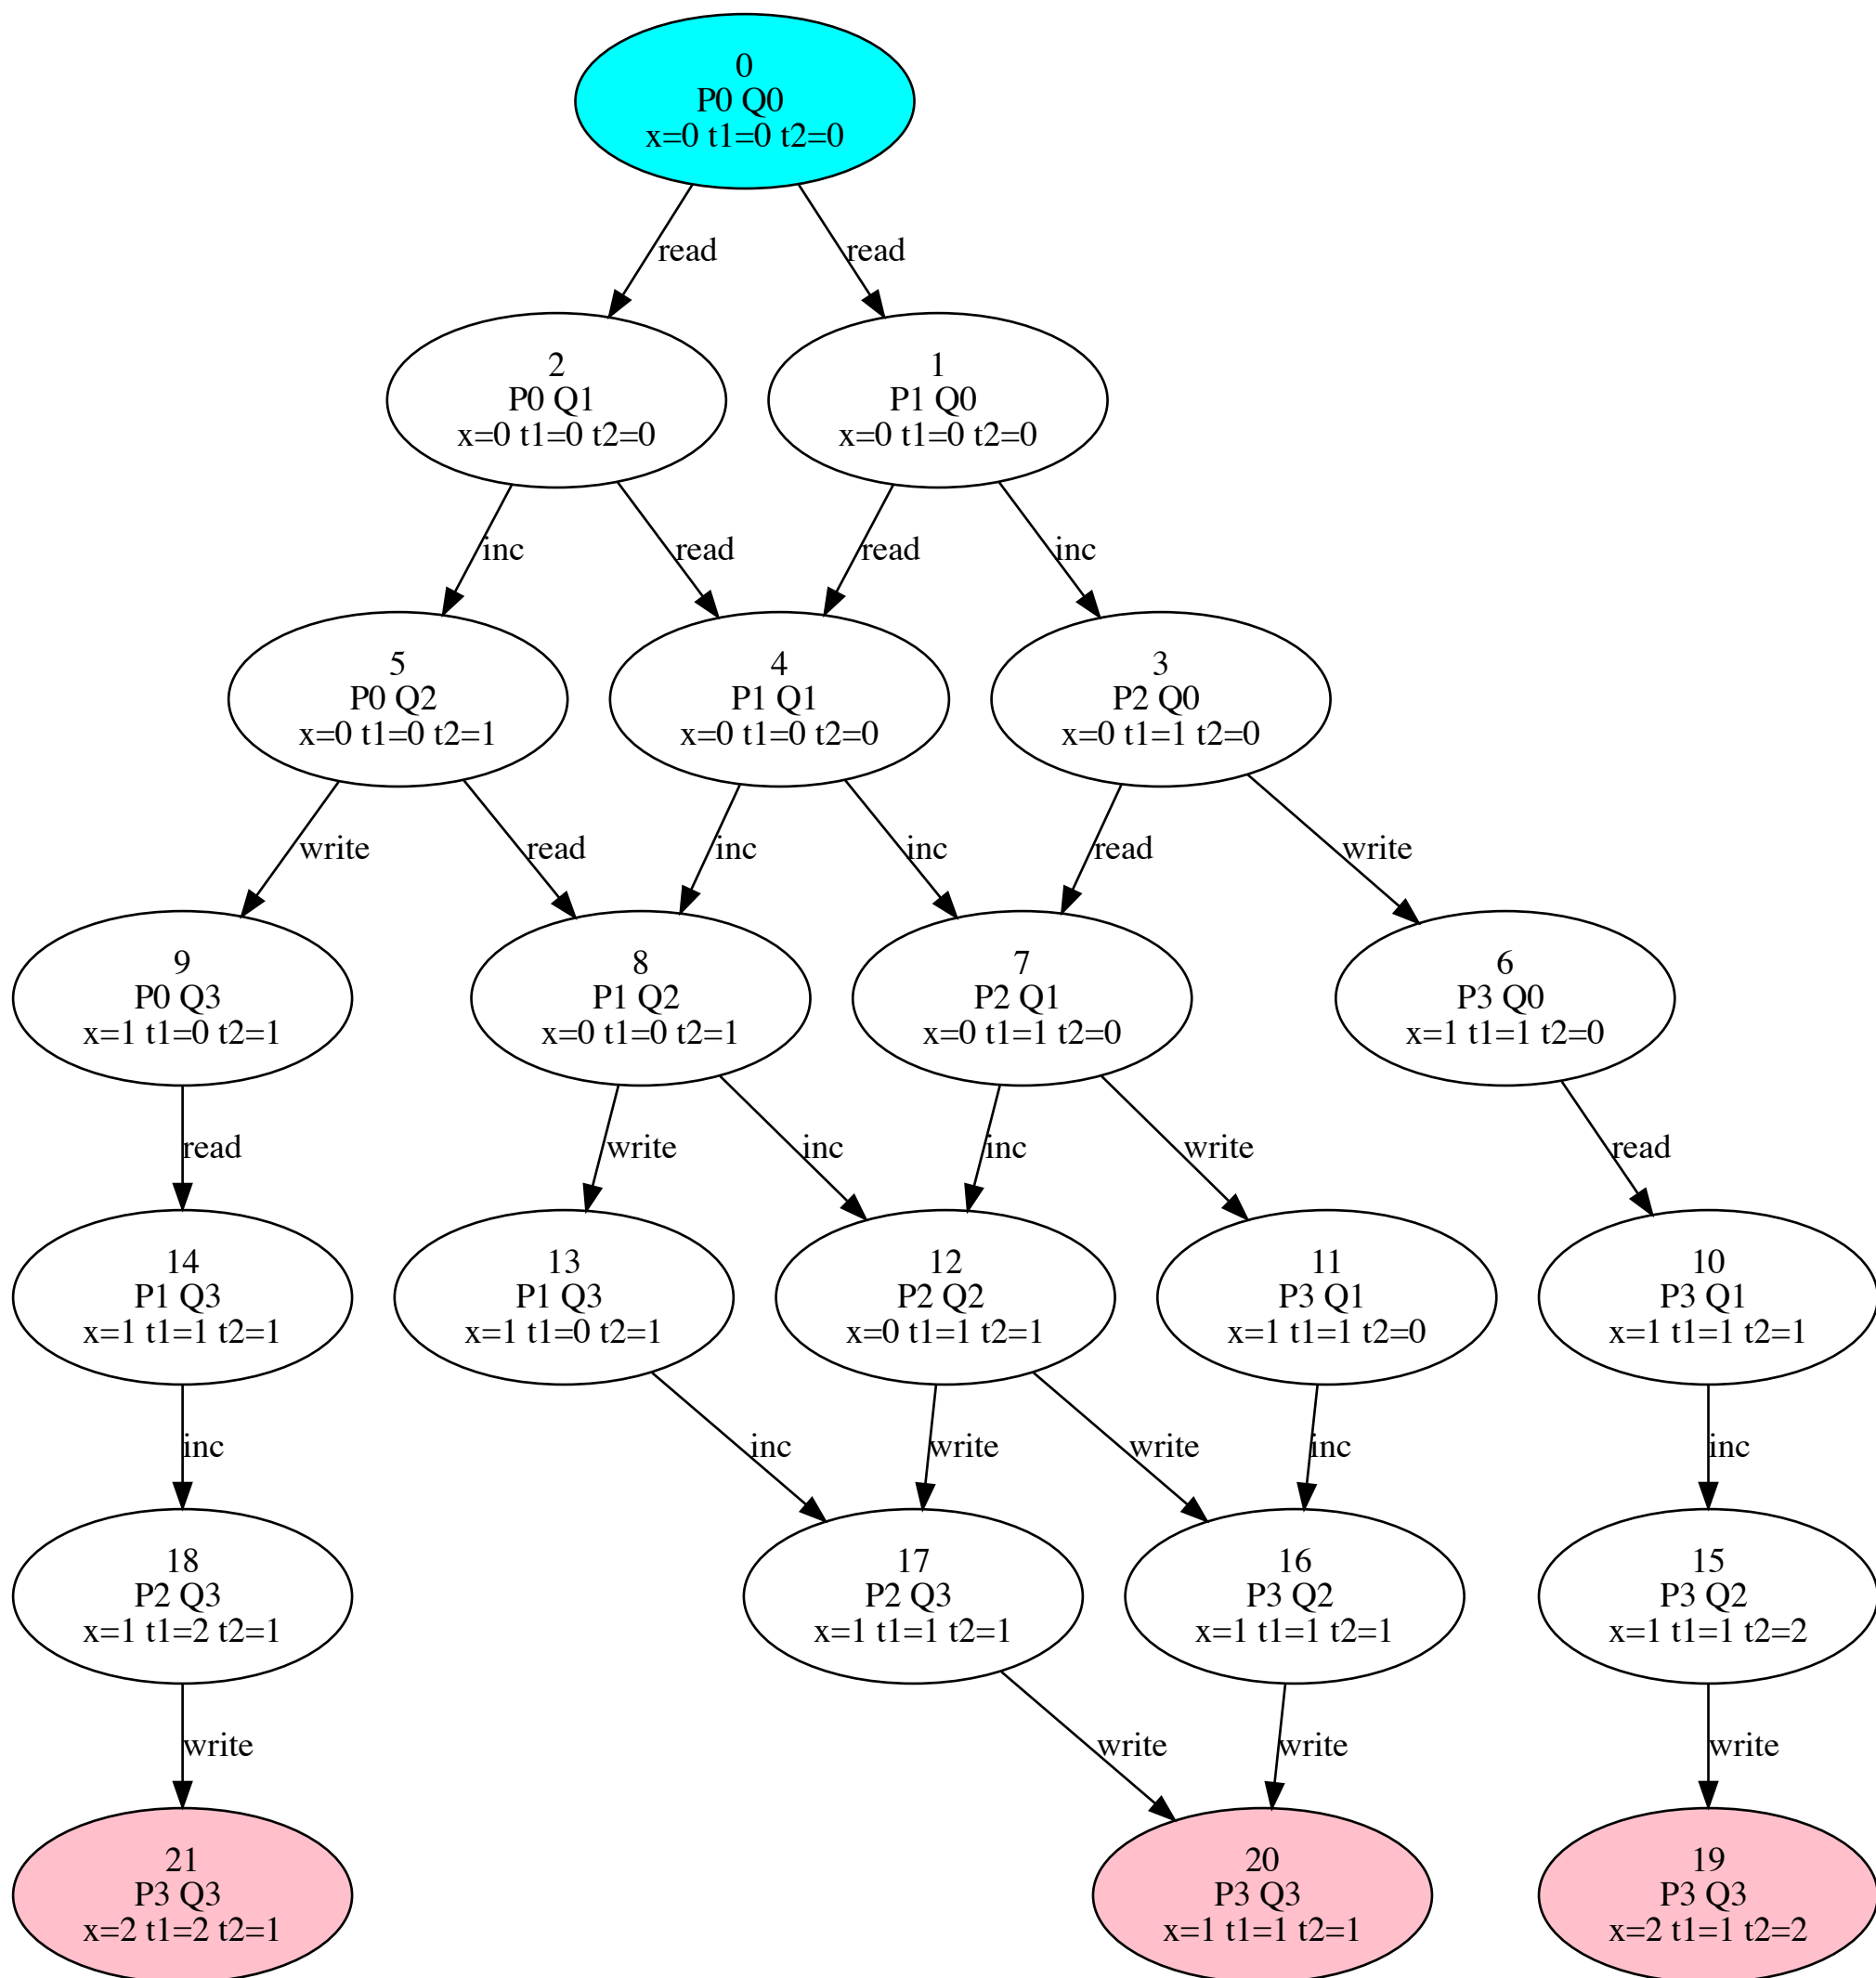 0
P0 Q0
x=0 t1=0 t2=0
read
read
2
P0 Q1
x=0 t1=0 t2=0
1
P1 Q0
x=0 t1=0 t2=0
inc
read
read
inc
5
P0 Q2
x=0 t1=0 t2=1
4
P1 Q1
x=0 t1=0 t2=0
3
P2 Q0
x=0 t1=1 t2=0
write
read
inc
inc
read
write
9
P0 Q3
x=1 t1=0 t2=1
8
P1 Q2
x=0 t1=0 t2=1
7
P2 Q1
x=0 t1=1 t2=0
6
P3 Q0
x=1 t1=1 t2=0
read
write
inc
inc
write
read
14
P1 Q3
x=1 t1=1 t2=1
13
P1 Q3
x=1 t1=0 t2=1
12
P2 Q2
x=0 t1=1 t2=1
11
P3 Q1
x=1 t1=1 t2=0
10
P3 Q1
x=1 t1=1 t2=1
inc
inc
write
write
inc
inc
18
P2 Q3
x=1 t1=2 t2=1
17
P2 Q3
x=1 t1=1 t2=1
16
P3 Q2
x=1 t1=1 t2=1
15
P3 Q2
x=1 t1=1 t2=2
write
write
write
write
21
P3 Q3
x=2 t1=2 t2=1
20
P3 Q3
x=1 t1=1 t2=1
19
P3 Q3
x=2 t1=1 t2=2